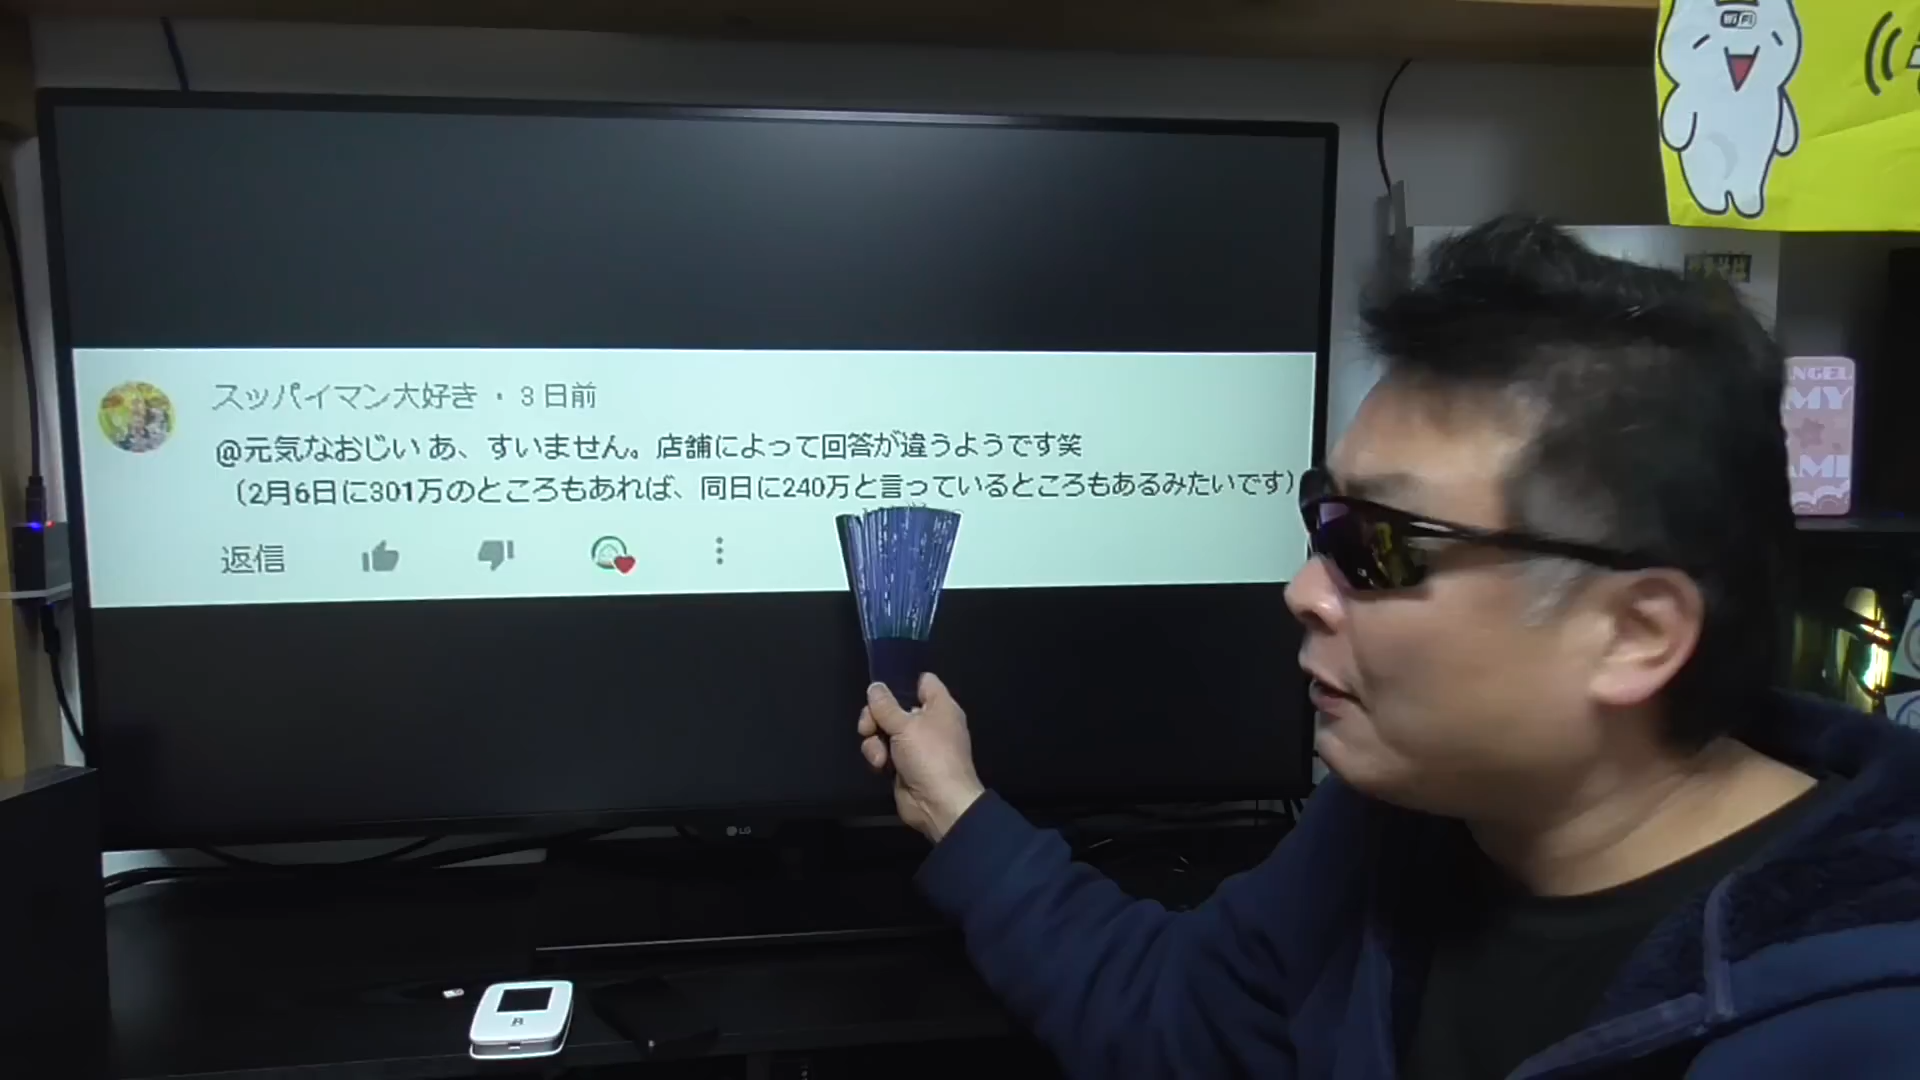 スッパイマン大好き・3 日前
@元気なおじい あ、すいません。店舗によって回答が違うようです笑
（2月6日に301万のところもあれば、同日に240万と言っているところもあるみたいです）
返信
LG
WiFi
ANGEL
MY
AMI